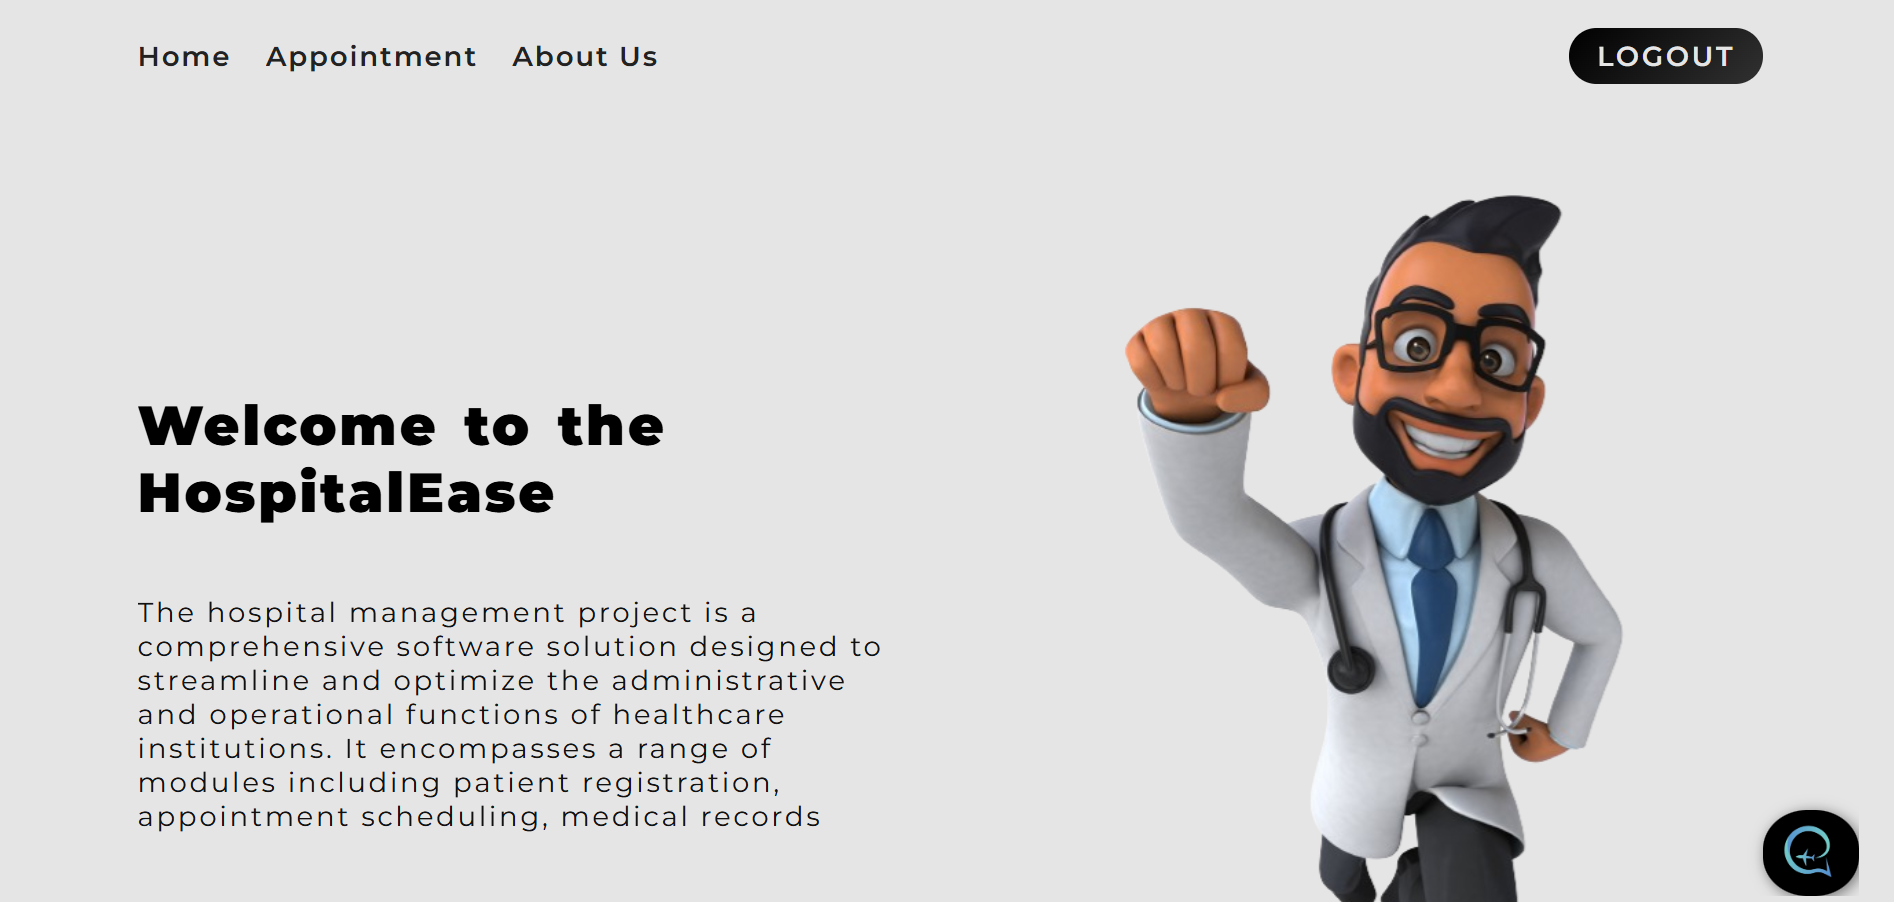 Home Appointment About Us LOGOUT
Welcome to the
HospitalEase
The hospital management project is a
comprehensive software solution designed to
streamline and optimize the administrative
and operational functions of healthcare
institutions. It encompasses a range of
modules including patient registration,
appointment scheduling, medical records